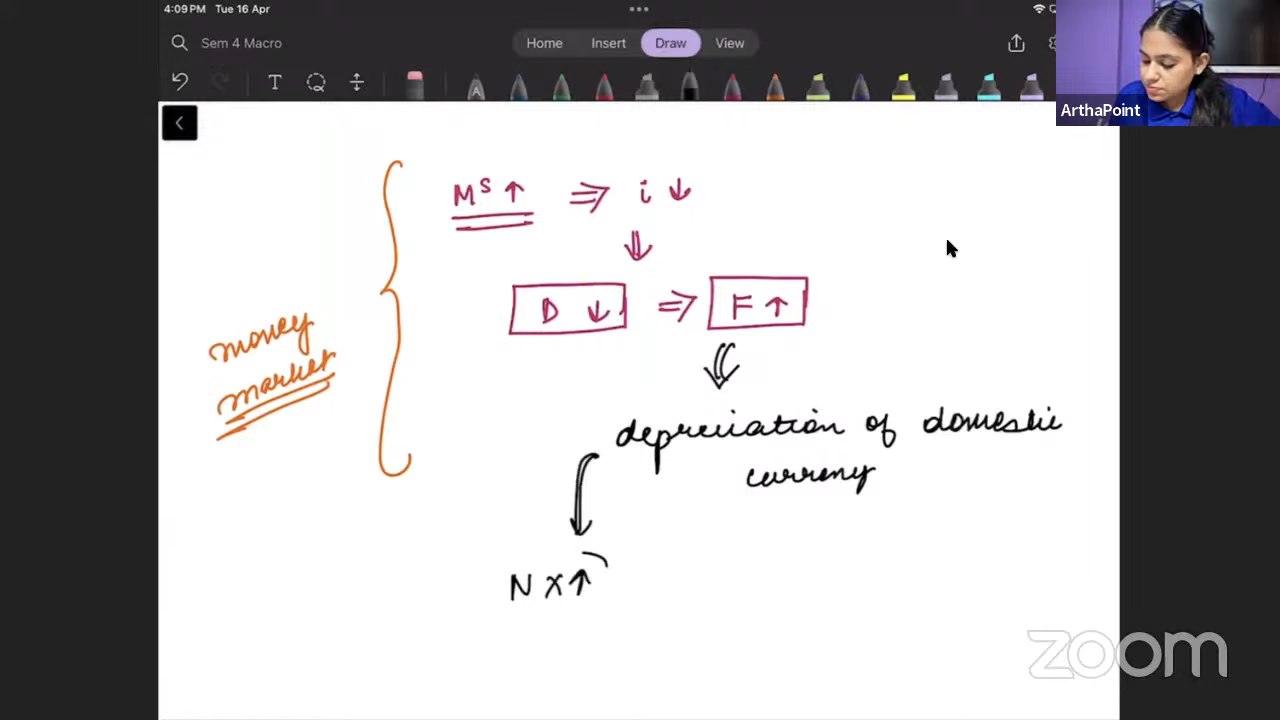 4:09 PM Tue 16 Apr
Sem 4 Macro
Home Insert Draw View
T
A
ArthaPoint
M^S ↑ ⇒ i ↓
⇓
D ↓ ⇒ F ↑
⇓
money
market
depreciation of domestic
currency
⇓
NX↑
zoom